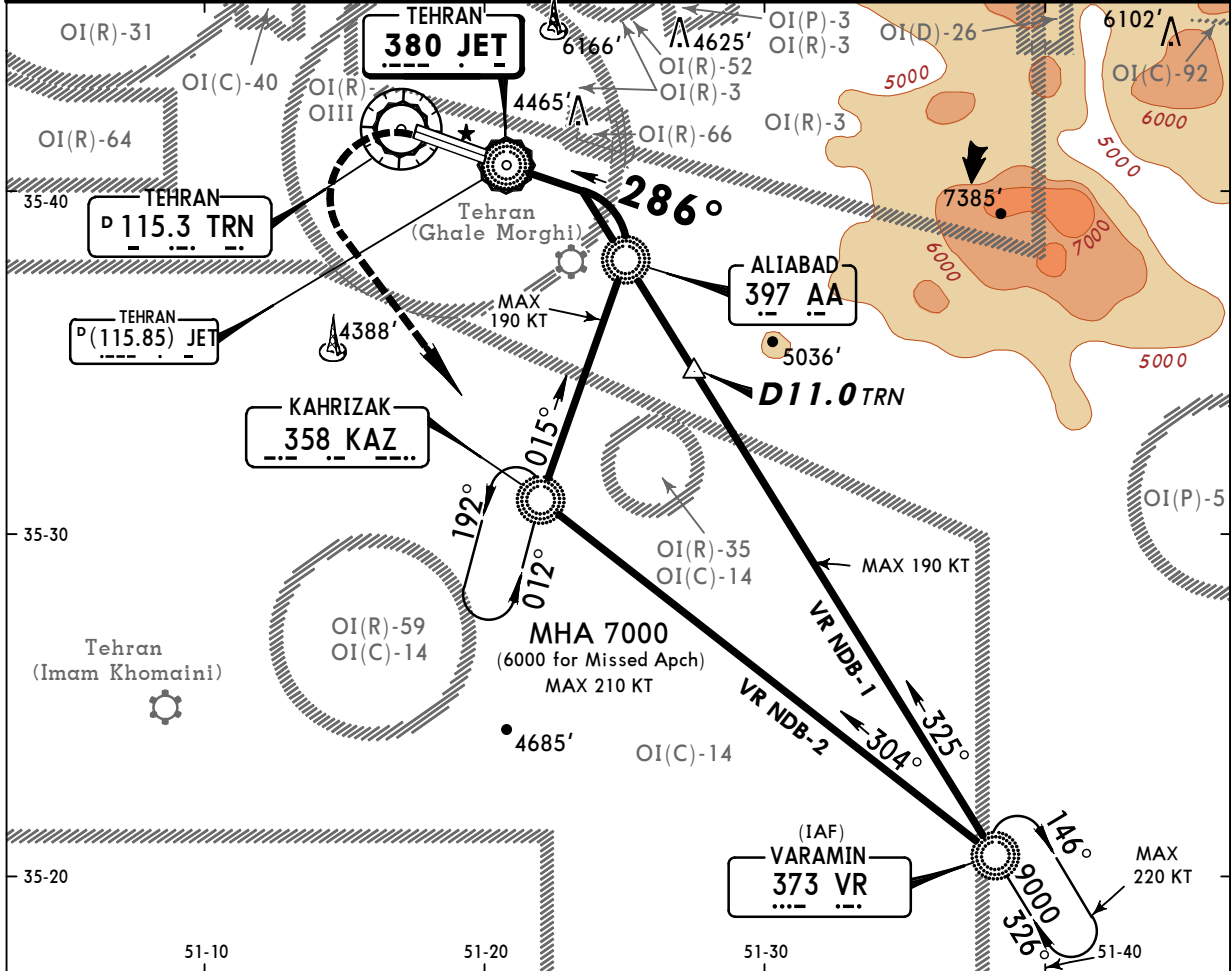 OI(R)-31
OI(C)-40
TEHRAN
380 JET
6166'
4625'
OI(P)-3
OI(R)-3
OI(D)-26
6102'
OI(R)-52
OI(R)-3
5000
OI(C)-92
OI(R)-
OIII
4465'
OI(R)-64
OI(R)-66
OI(R)-3
6000
5000
35-40
TEHRAN
D 115.3 TRN
286°
7385'
Tehran
(Ghale Morghi)
7000
6000
ALIABAD
397 AA
MAX
190 KT
TEHRAN
D (115.85) JET
4388'
5036'
5000
D11.0 TRN
KAHRIZAK
358 KAZ
015°
192°
012°
OI(P)-5
35-30
OI(R)-35
OI(C)-14
MAX 190 KT
OI(R)-59
OI(C)-14
MHA 7000
(6000 for Missed Apch)
MAX 210 KT
VR NDB-1
Tehran
(Imam Khomaini)
VR NDB-2
325°
304°
4685'
OI(C)-14
(IAF)
VARAMIN
373 VR
146°
MAX
220 KT
9000
326°
35-20
51-10
51-20
51-30
51-40